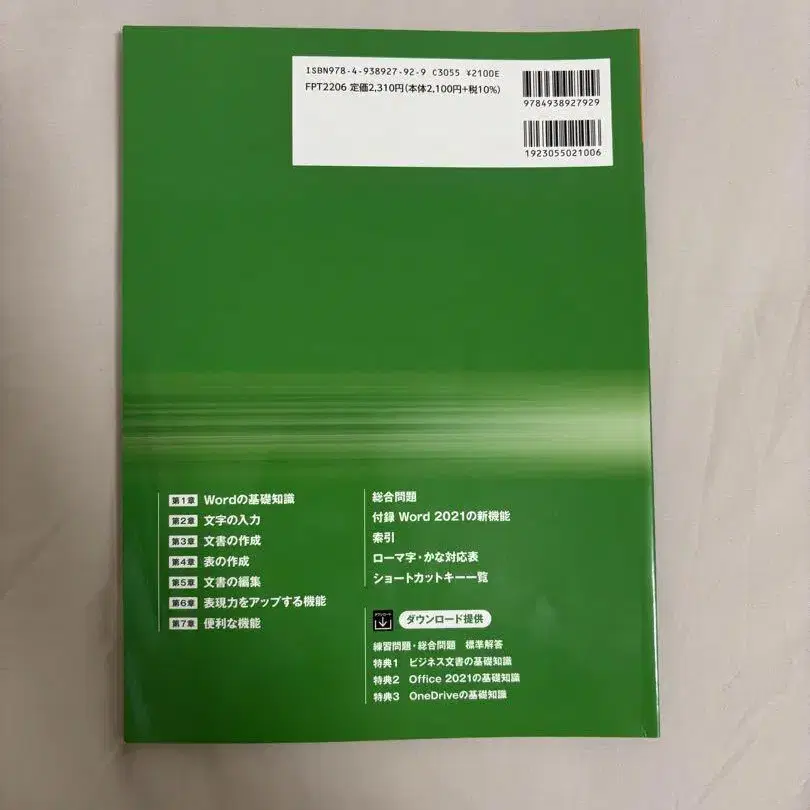 ISBN978-4-938927-92-9 C3055 ¥2100E
FPT2206 定価2,310円(本体2,100円+税10%)
9784938927929
1923055021006
第1章 Wordの基礎知識
第2章 文字の入力
第3章 文書の作成
第4章 表の作成
第5章 文書の編集
第6章 表現力をアップする機能
第7章 便利な機能
総合問題
付録 Word 2021の新機能
索引
ローマ字・かな対応表
ショートカットキー一覧
ダウンロード
ダウンロード提供
練習問題・総合問題 標準解答
特典1 ビジネス文書の基礎知識
特典2 Office 2021の基礎知識
特典3 OneDriveの基礎知識